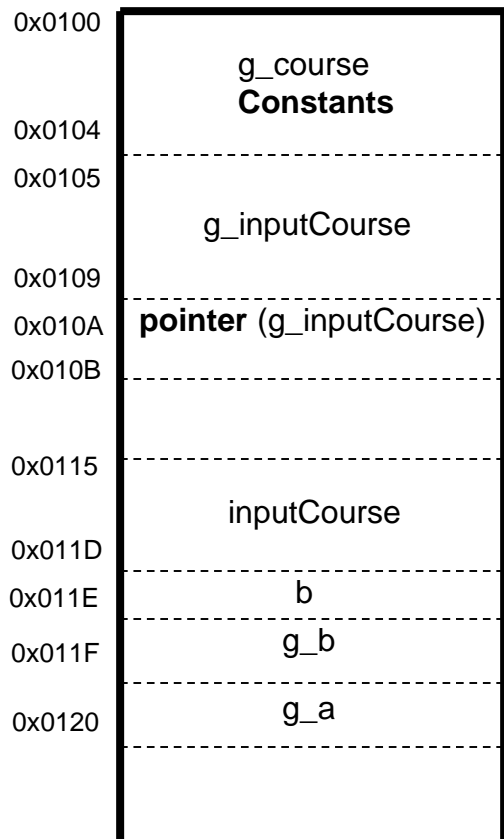 0x0100
g_course
Constants
0x0104
0x0105
g_inputCourse
0x0109
0x010A
pointer (g_inputCourse)
0x010B
0x0115
inputCourse
0x011D
0x011E
b
0x011F
g_b
0x0120
g_a